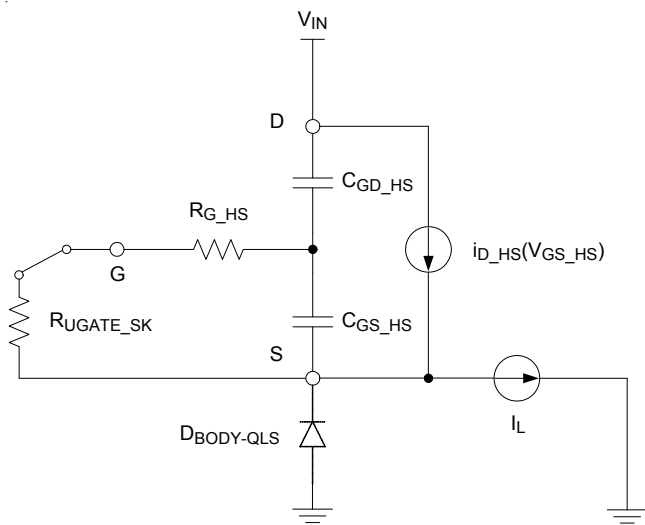 V_IN
D
C_GD_HS
R_G_HS
i_D_HS(V_GS_HS)
G
R_UGATE_SK
C_GS_HS
S
I_L
D_BODY-QLS